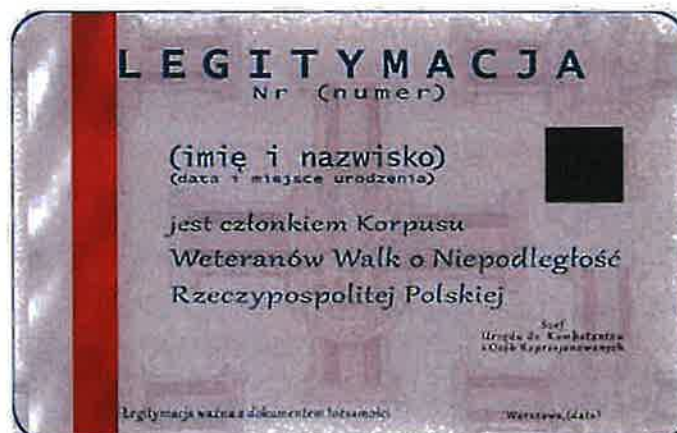 LEGITYMACJA
Nr (numer)
(imię i nazwisko)
(data i miejsce urodzenia)
jest członkiem Korpusu
Weteranów Walk o Niepodległość
Rzeczypospolitej Polskiej
Szef
Urzędu do Kombatantów
i Osób Represjonowanych
Legitymacja ważna z dokumentem tożsamości
Warszawa, (data)